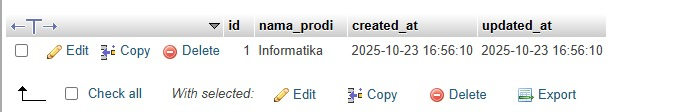 id nama_prodi created_at updated_at
Edit Copy Delete 1 Informatika 2025-10-23 16:56:10 2025-10-23 16:56:10
Check all With selected: Edit Copy Delete Export